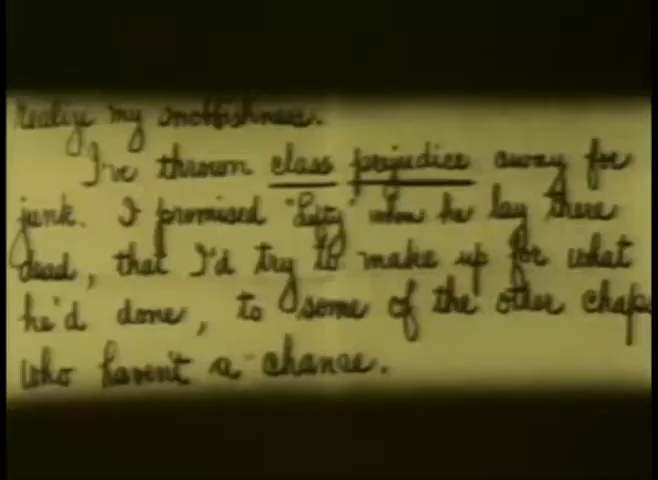 realize my snobbishness.
I've thrown class prejudice away for
junk. I promised "Lefty" when he lay there
dead, that I'd try to make up for what
he'd done, to some of the other chaps
who haven't a chance.